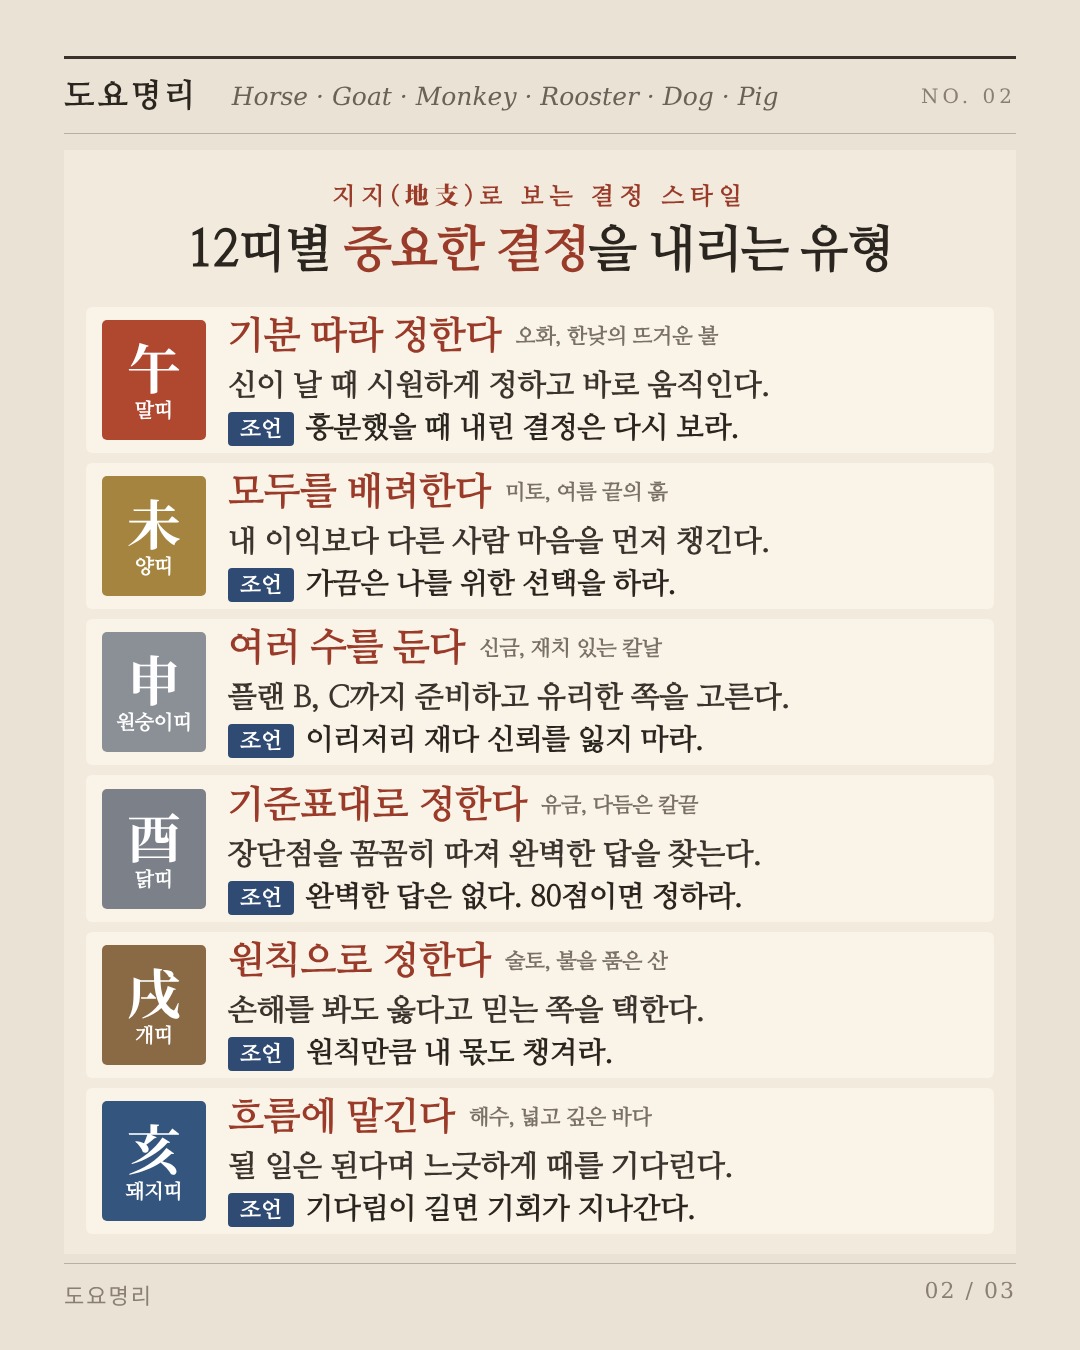 도요명리 Horse · Goat · Monkey · Rooster · Dog · Pig NO. 02
지지(地支)로 보는 결정 스타일
12띠별 중요한 결정을 내리는 유형
午
말띠
기분 따라 정한다 오화, 한낮의 뜨거운 불
신이 날 때 시원하게 정하고 바로 움직인다.
조언 흥분했을 때 내린 결정은 다시 보라.
未
양띠
모두를 배려한다 미토, 여름 끝의 흙
내 이익보다 다른 사람 마음을 먼저 챙긴다.
조언 가끔은 나를 위한 선택을 하라.
申
원숭이띠
여러 수를 둔다 신금, 재치 있는 칼날
플랜 B, C까지 준비하고 유리한 쪽을 고른다.
조언 이리저리 재다 신뢰를 잃지 마라.
酉
닭띠
기준표대로 정한다 유금, 다듬은 칼끝
장단점을 꼼꼼히 따져 완벽한 답을 찾는다.
조언 완벽한 답은 없다. 80점이면 정하라.
戌
개띠
원칙으로 정한다 술토, 불을 품은 산
손해를 봐도 옳다고 믿는 쪽을 택한다.
조언 원칙만큼 내 몫도 챙겨라.
亥
돼지띠
흐름에 맡긴다 해수, 넓고 깊은 바다
될 일은 된다며 느긋하게 때를 기다린다.
조언 기다림이 길면 기회가 지나간다.
도요명리 02 / 03